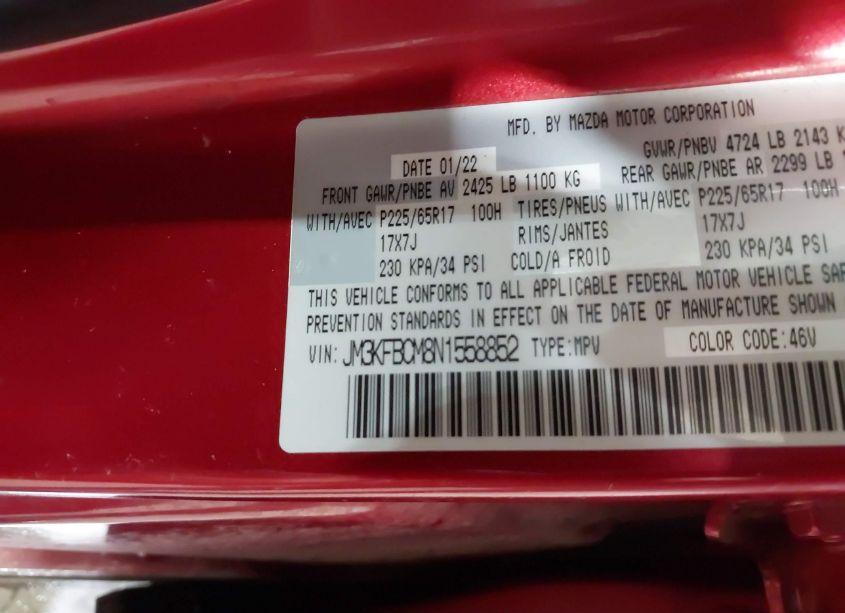 MFD. BY MAZDA MOTOR CORPORATION
DATE 01/22 GVWR/PNBV 4724 LB 2143 K
FRONT GAWR/PNBE AV 2425 LB 1100 KG REAR GAWR/PNBE AR 2299 LB
WITH/AVEC P225/65R17 100H TIRES/PNEUS WITH/AVEC P225/65R17 100H
17X7J RIMS/JANTES 17X7J
230 KPA/34 PSI COLD/A FROID 230 KPA/34 PSI
THIS VEHICLE CONFORMS TO ALL APPLICABLE FEDERAL MOTOR VEHICLE SAF
PREVENTION STANDARDS IN EFFECT ON THE DATE OF MANUFACTURE SHOWN
VIN: JM3KFBCM8N1558852 TYPE:MPV COLOR CODE:46V